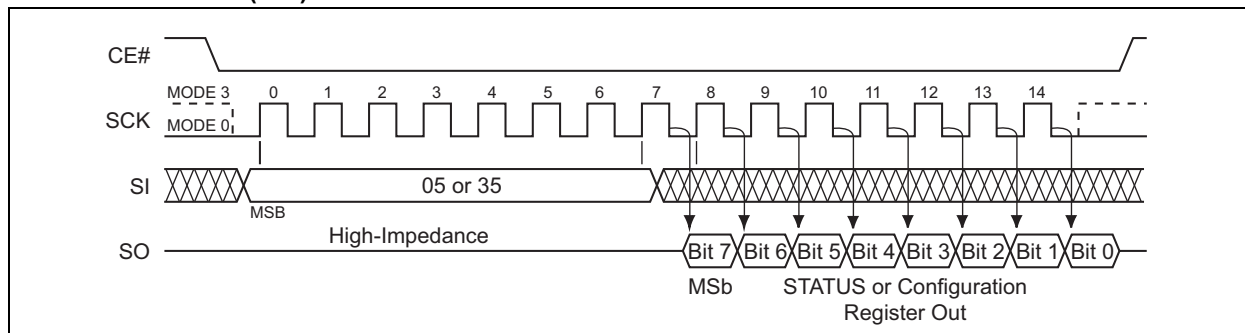 CE#
MODE 3 0 1 2 3 4 5 6 7 8 9 10 11 12 13 14
SCK
MODE 0
SI 05 or 35
MSB
High-Impedance
SO Bit 7 Bit 6 Bit 5 Bit 4 Bit 3 Bit 2 Bit 1 Bit 0
MSb STATUS or Configuration
Register Out